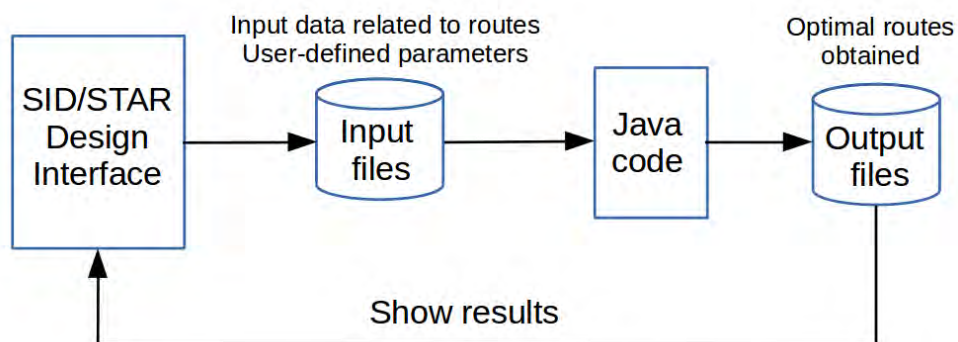 Input data related to routes
User-defined parameters
Optimal routes
obtained
SID/STAR
Design
Interface
Input
files
Java
code
Output
files
Show results